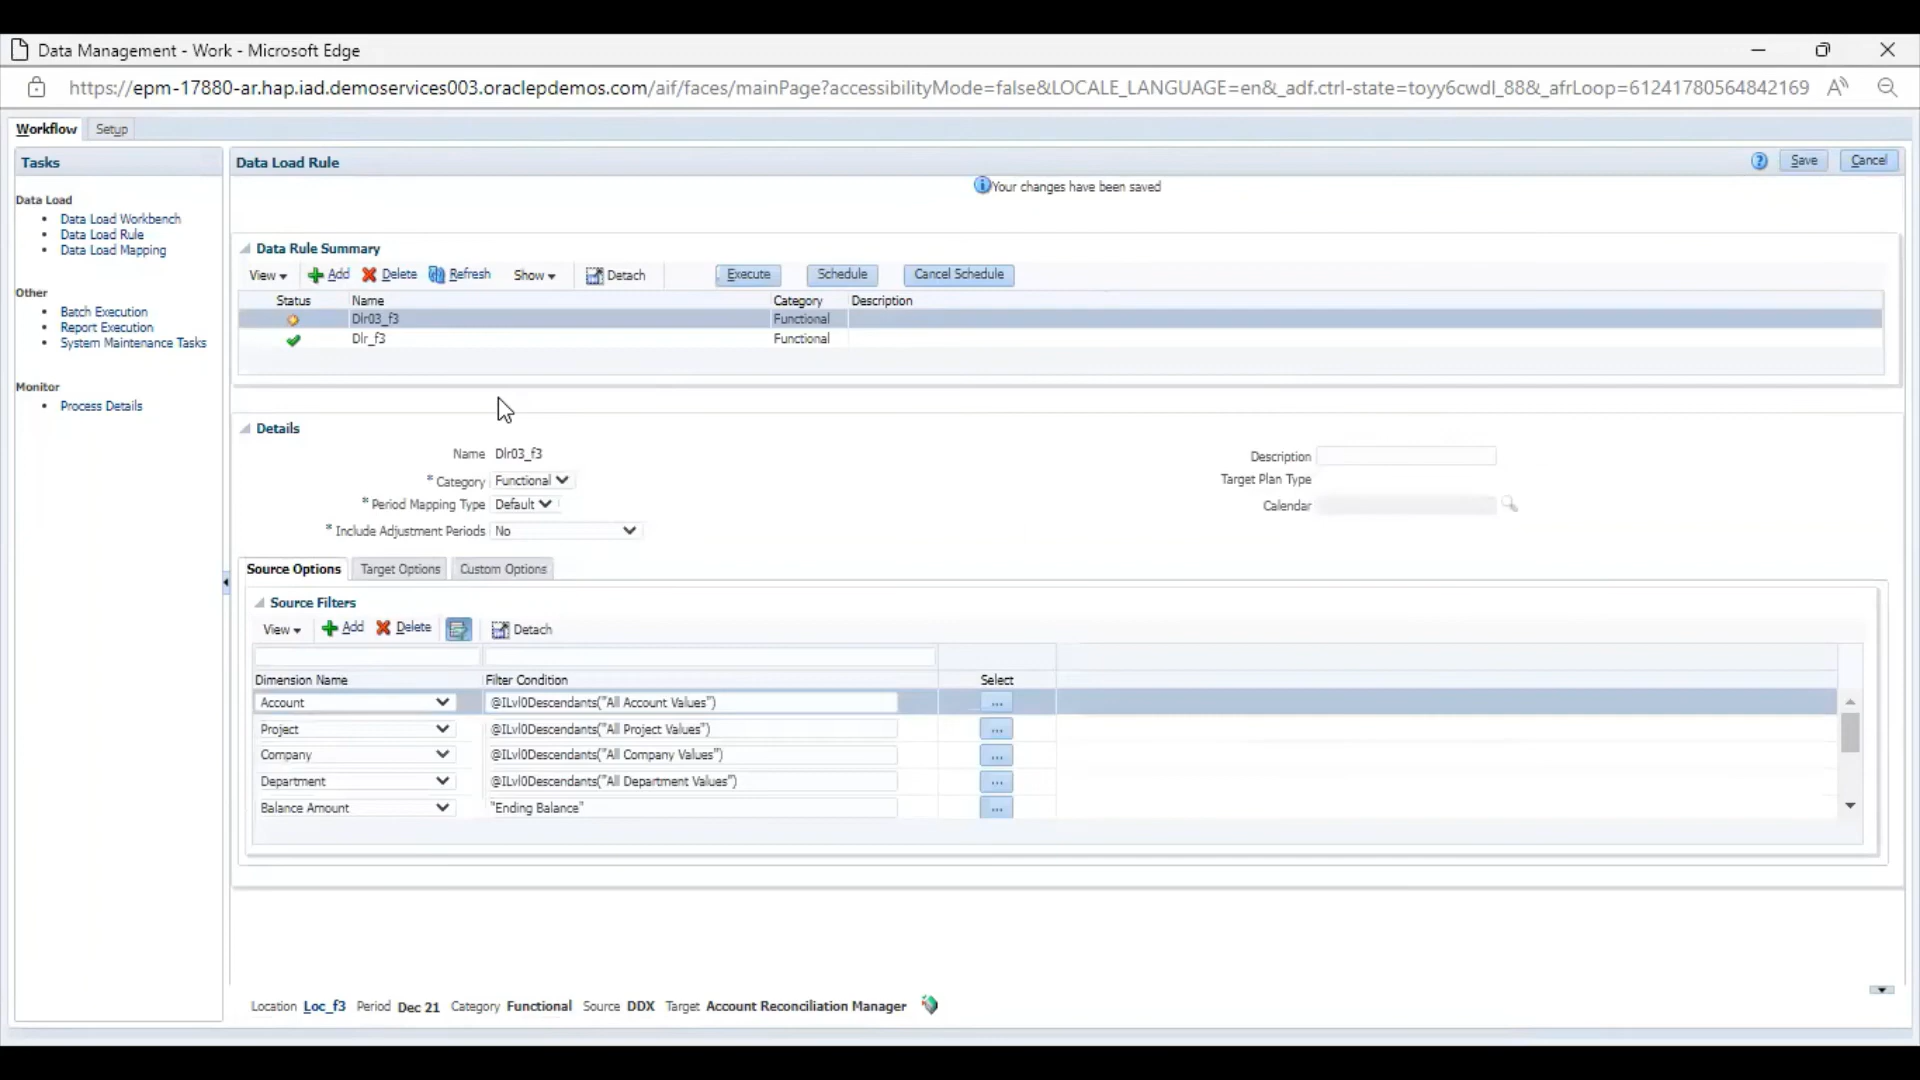 Data Management - Work - Microsoft Edge
https://epm-17880-ar.hap.iad.demoservices003.oraclepdemos.com/aif/faces/mainPage?accessibilityMode=false&LOCALE_LANGUAGE=en&_adf.ctrl-state=toyy6cwdl_88&_afrLoop=61241780564842169
Workflow Setup
Tasks
Data Load
Data Load Workbench
Data Load Rule
Data Load Mapping
Other
Batch Execution
Report Execution
System Maintenance Tasks
Monitor
Process Details
Data Load Rule
Save Cancel
Your changes have been saved
Data Rule Summary
View Add Delete Refresh Show Detach Execute Schedule Cancel Schedule
Status Name Category Description
Dlr03_f3 Functional
Dlr_f3 Functional
Details
Name Dlr03_f3
* Category Functional
* Period Mapping Type Default
* Include Adjustment Periods No
Description
Target Plan Type
Calendar
Source Options Target Options Custom Options
Source Filters
View Add Delete Detach
Dimension Name Filter Condition Select
Account @ILvl0Descendants("All Account Values") ...
Project @ILvl0Descendants("All Project Values") ...
Company @ILvl0Descendants("All Company Values") ...
Department @ILvl0Descendants("All Department Values") ...
Balance Amount "Ending Balance" ...
Location Loc_f3 Period Dec 21 Category Functional Source DDX Target Account Reconciliation Manager